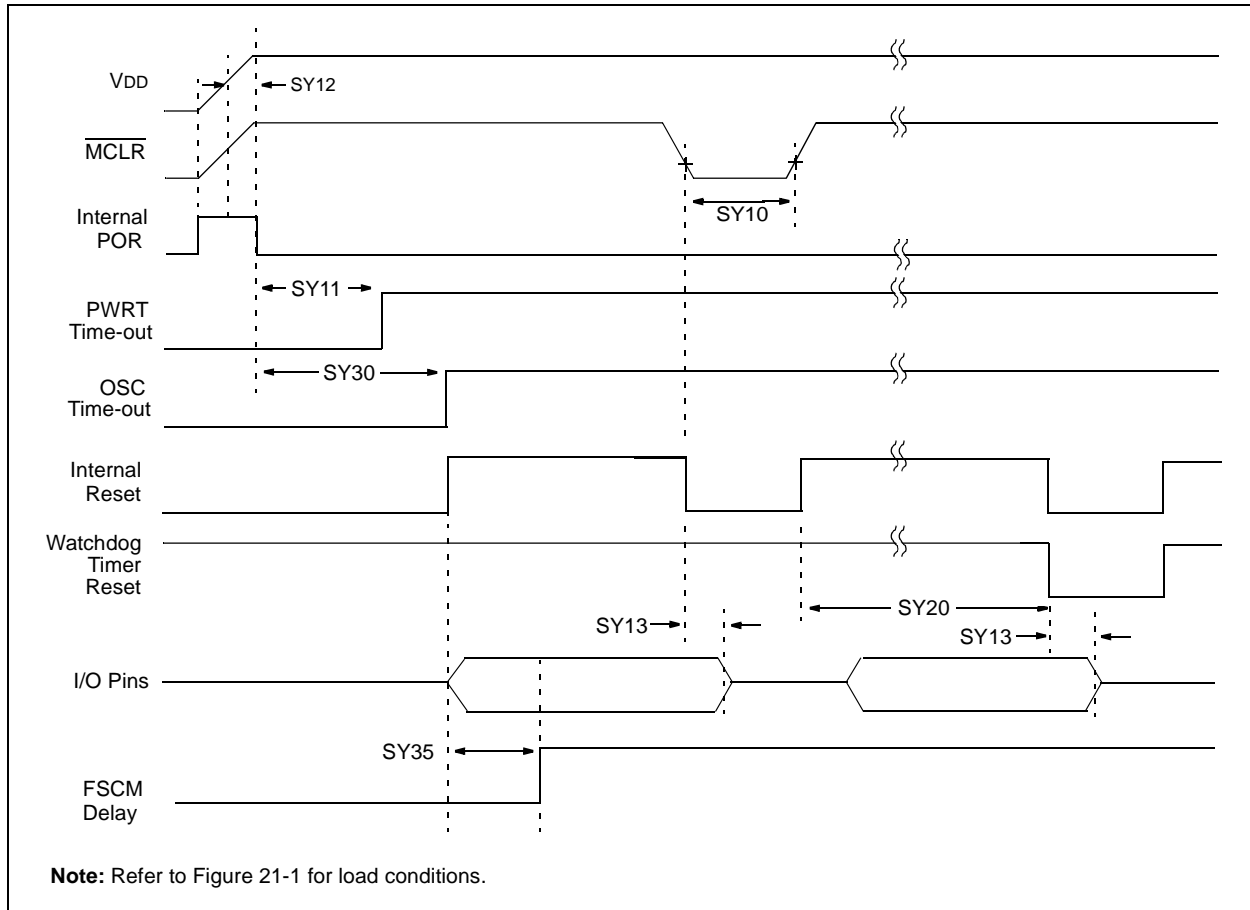 VDD
SY12
MCLR
SY10
Internal
POR
SY11
PWRT
Time-out
SY30
OSC
Time-out
Internal
Reset
Watchdog
Timer
Reset
SY20
SY13
SY13
I/O Pins
SY35
FSCM
Delay
Note: Refer to Figure 21-1 for load conditions.